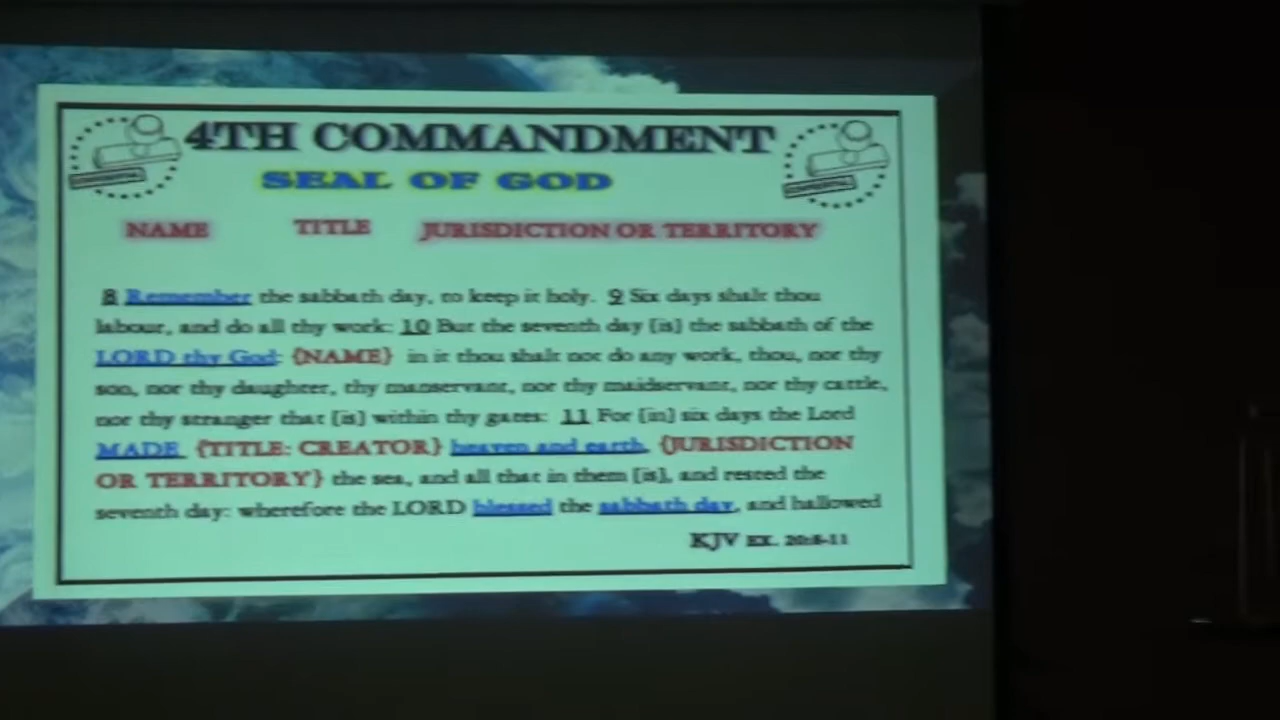 4TH COMMANDMENT
SEAL OF GOD
NAME TITLE JURISDICTION OR TERRITORY
8 Remember the sabbath day, to keep it holy. 9 Six days shalt thou
labour, and do all thy work: 10 But the seventh day [is] the sabbath of the
LORD thy God: {NAME} in it thou shalt not do any work, thou, nor thy
son, nor thy daughter, thy manservant, nor thy maidservant, nor thy cattle,
nor thy stranger that [is] within thy gates: 11 For [in] six days the Lord
MADE {TITLE: CREATOR} heaven and earth, {JURISDICTION
OR TERRITORY} the sea, and all that in them [is], and rested the
seventh day: wherefore the LORD blessed the sabbath day, and hallowed
KJV EX. 20:8-11